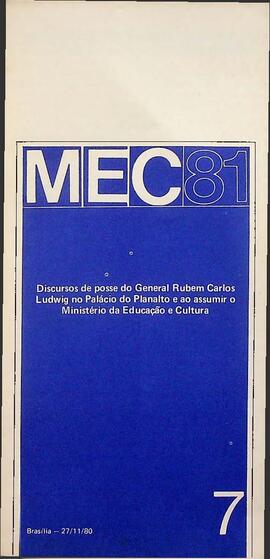 MEC81
Discursos de posse do General Rubem Carlos
Ludwig no Palácio do Planalto e ao assumir o
Ministério da Educação e Cultura
7
Brasília — 27/11/80